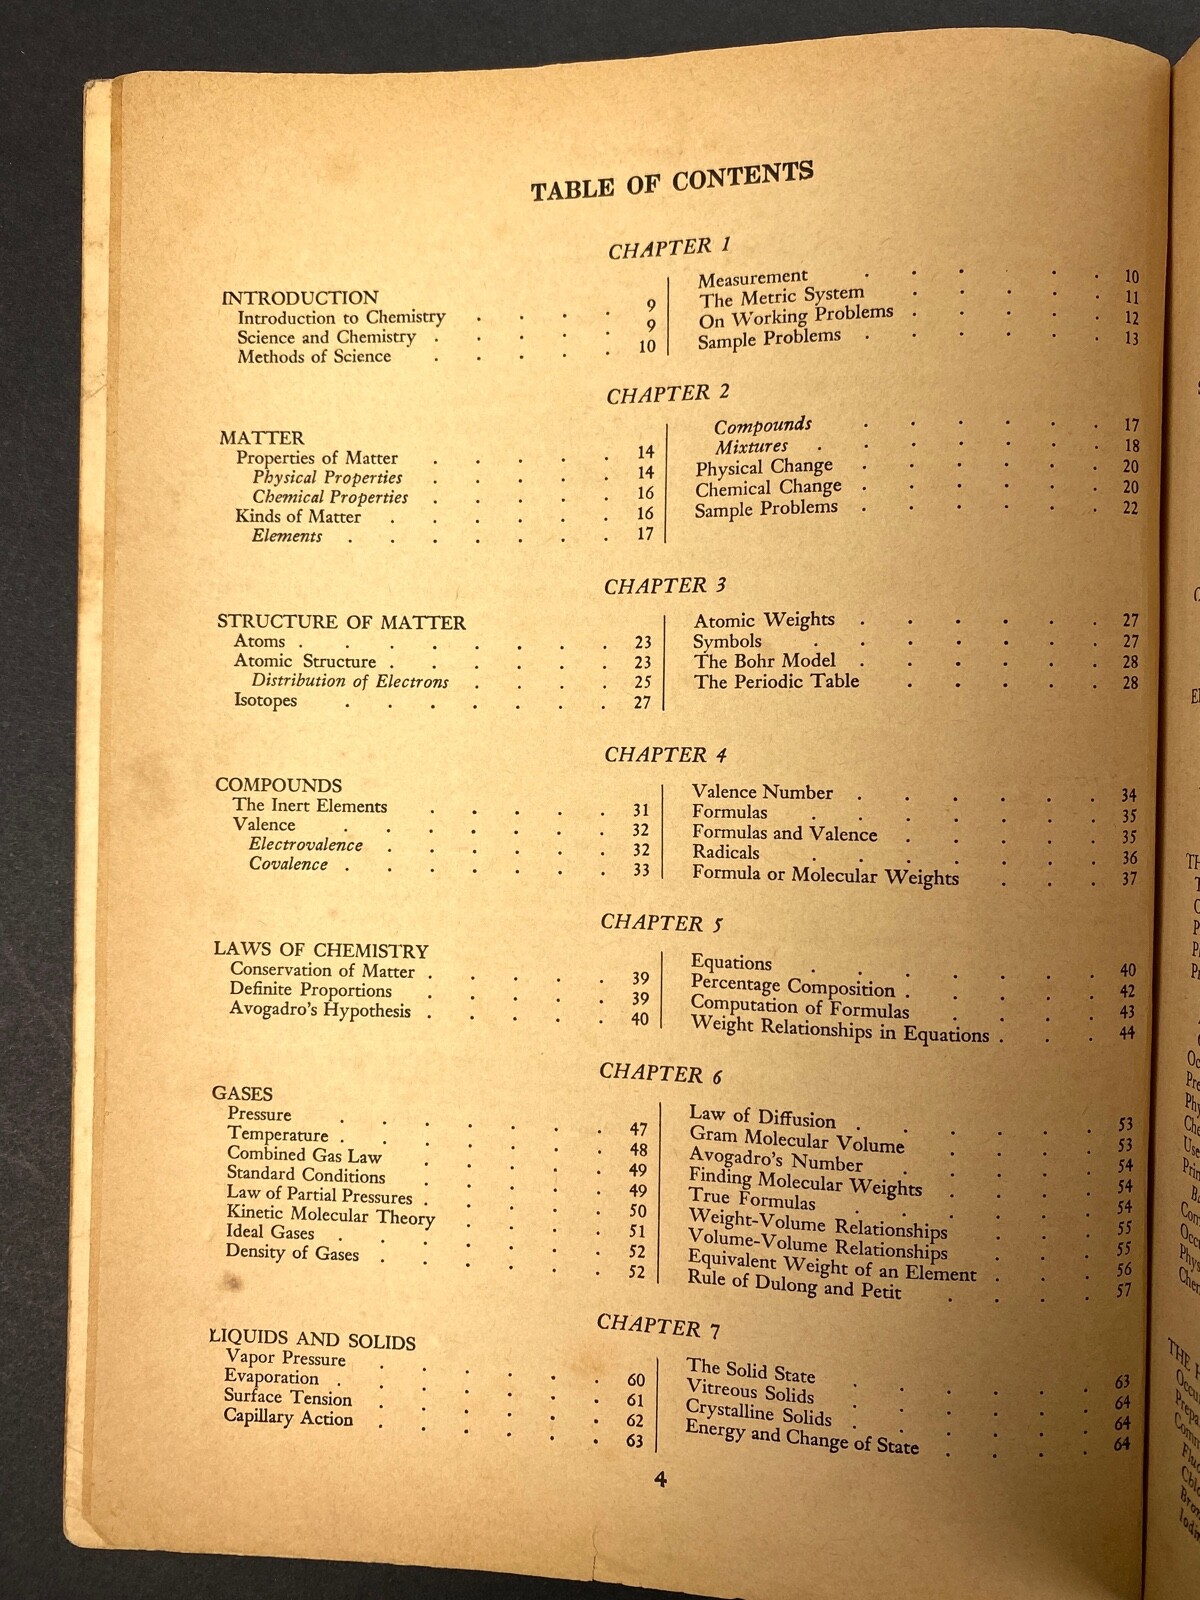 TABLE OF CONTENTS
CHAPTER 1
INTRODUCTION
Introduction to Chemistry . . . . 9
Science and Chemistry . . . . . 9
Methods of Science . . . . . 10
Measurement . . . . . 10
The Metric System . . . . . 11
On Working Problems . . . . . 12
Sample Problems . . . . . . 13
CHAPTER 2
MATTER
Properties of Matter . . . . . 14
Physical Properties . . . . . 14
Chemical Properties . . . . . 16
Kinds of Matter . . . . . . 16
Elements . . . . . . . 17
Compounds . . . . . . 17
Mixtures . . . . . . . 18
Physical Change . . . . . . 20
Chemical Change . . . . . . 20
Sample Problems . . . . . . 22
CHAPTER 3
STRUCTURE OF MATTER
Atoms . . . . . . . . 23
Atomic Structure . . . . . . 23
Distribution of Electrons . . . . 25
Isotopes . . . . . . . 27
Atomic Weights . . . . . . 27
Symbols . . . . . . . 27
The Bohr Model . . . . . . 28
The Periodic Table . . . . . 28
CHAPTER 4
COMPOUNDS
The Inert Elements . . . . . 31
Valence . . . . . . . 32
Electrovalence . . . . . . 32
Covalence . . . . . . . 33
Valence Number . . . . . . 34
Formulas . . . . . . . 35
Formulas and Valence . . . . . 35
Radicals . . . . . . . 36
Formula or Molecular Weights . . . 37
CHAPTER 5
LAWS OF CHEMISTRY
Conservation of Matter . . . . . 39
Definite Proportions . . . . . 39
Avogadro's Hypothesis . . . . . 40
Equations . . . . . . . 40
Percentage Composition . . . . . 42
Computation of Formulas . . . . 43
Weight Relationships in Equations . . . 44
CHAPTER 6
GASES
Pressure . . . . . . . 47
Temperature . . . . . . . 48
Combined Gas Law . . . . . 49
Standard Conditions . . . . . 49
Law of Partial Pressures . . . . . 50
Kinetic Molecular Theory . . . . 51
Ideal Gases . . . . . . . 52
Density of Gases . . . . . . 52
Law of Diffusion . . . . . . 53
Gram Molecular Volume . . . . 53
Avogadro's Number . . . . . 54
Finding Molecular Weights . . . . 54
True Formulas . . . . . . 54
Weight-Volume Relationships . . . . 55
Volume-Volume Relationships . . . . 55
Equivalent Weight of an Element . . . 56
Rule of Dulong and Petit . . . . 57
CHAPTER 7
LIQUIDS AND SOLIDS
Vapor Pressure . . . . . . 60
Evaporation . . . . . . . 61
Surface Tension . . . . . . 62
Capillary Action . . . . . . 63
The Solid State . . . . . . 63
Vitreous Solids . . . . . . 64
Crystalline Solids . . . . . . 64
Energy and Change of State . . . . 64
4